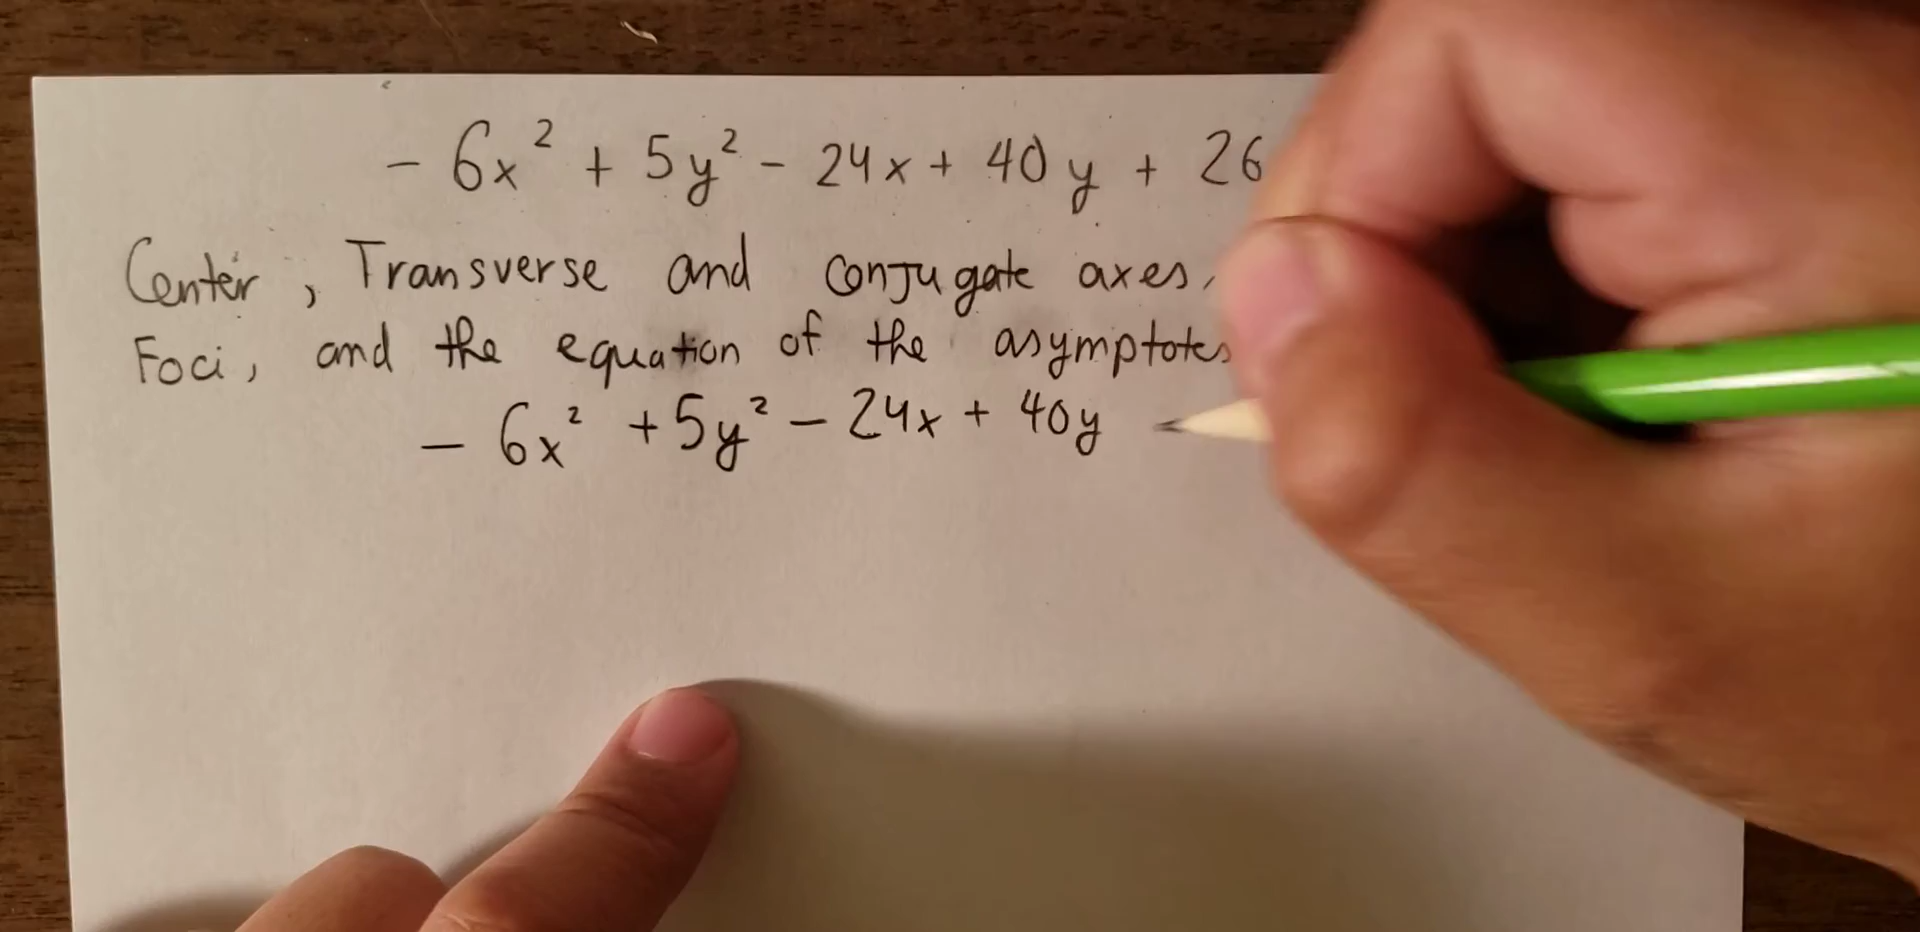 - 6x² + 5y² - 24x + 40y + 26
Center, Transverse and conjugate axes,
Foci, and the equation of the asymptotes
- 6x² + 5y² - 24x + 40y